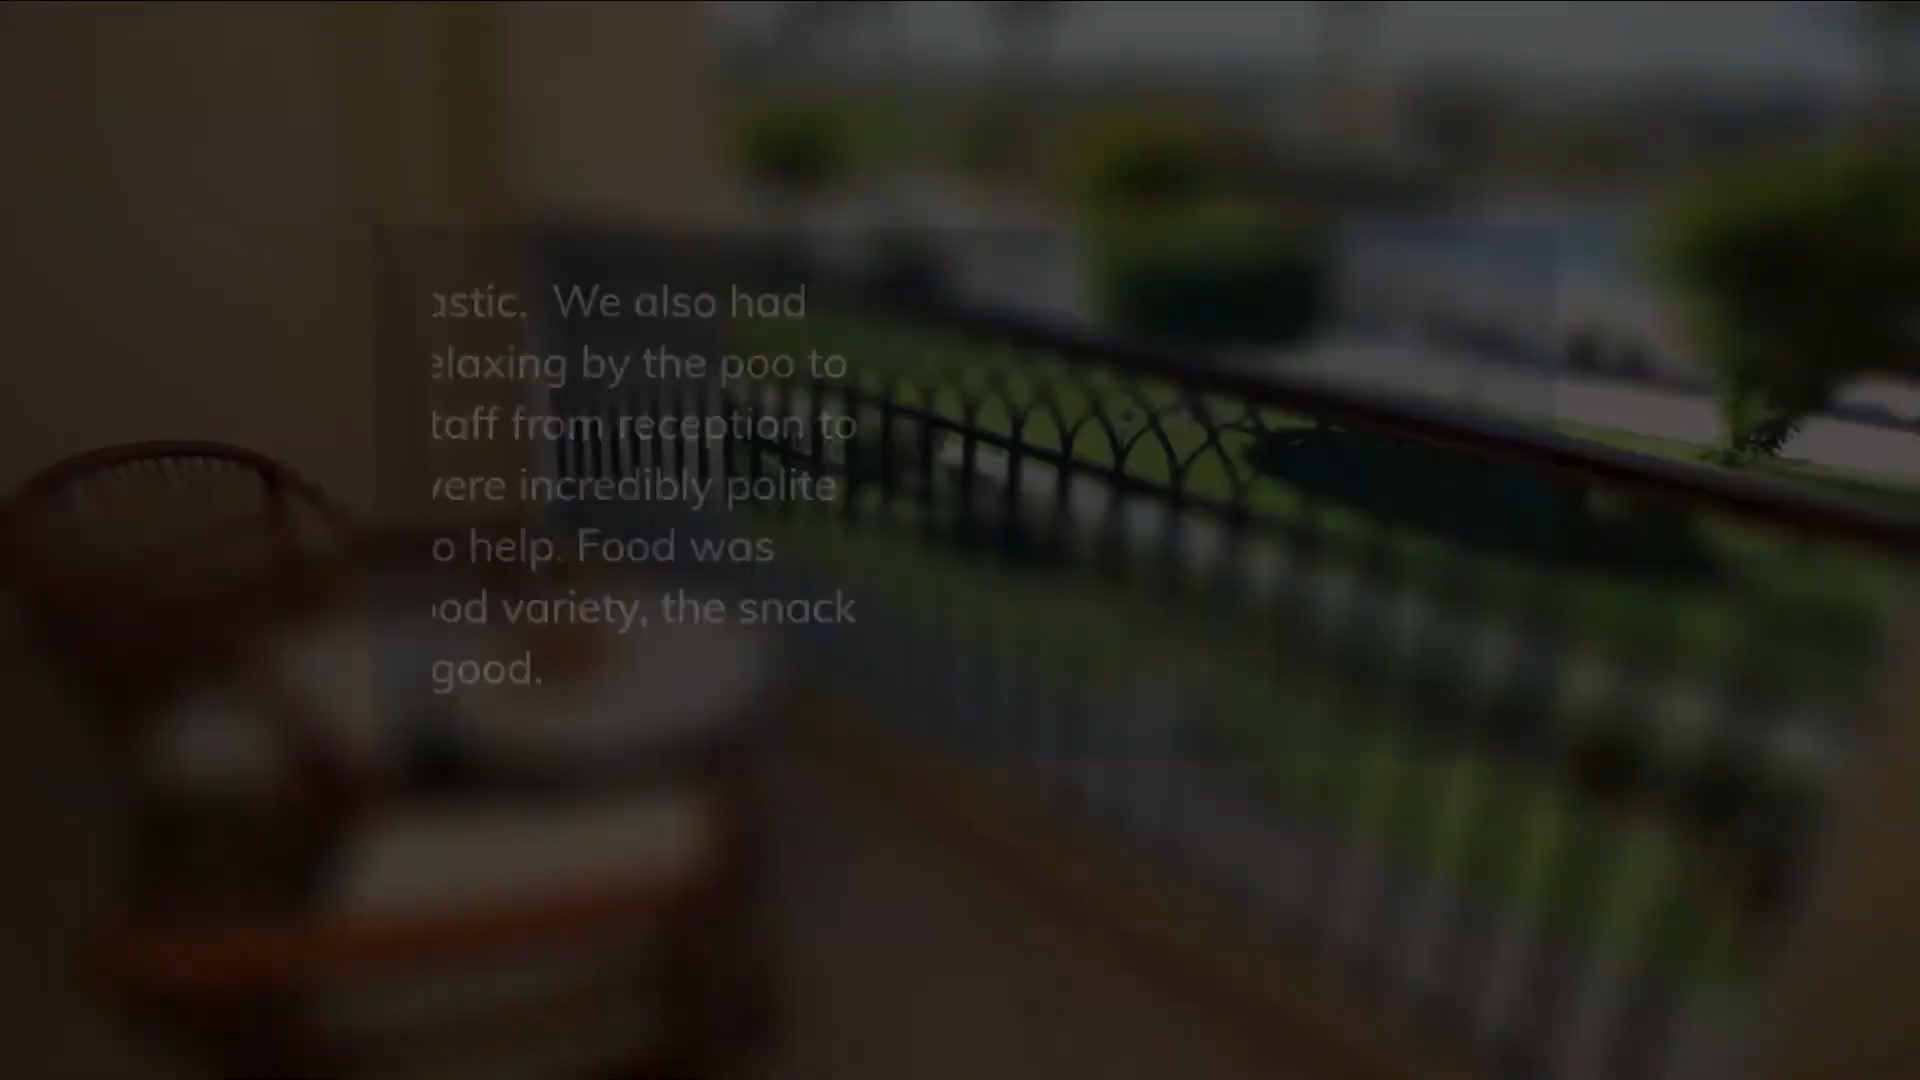 astic. We also had
elaxing by the poo to
taff from reception to
vere incredibly polite
o help. Food was
od variety, the snack
good.